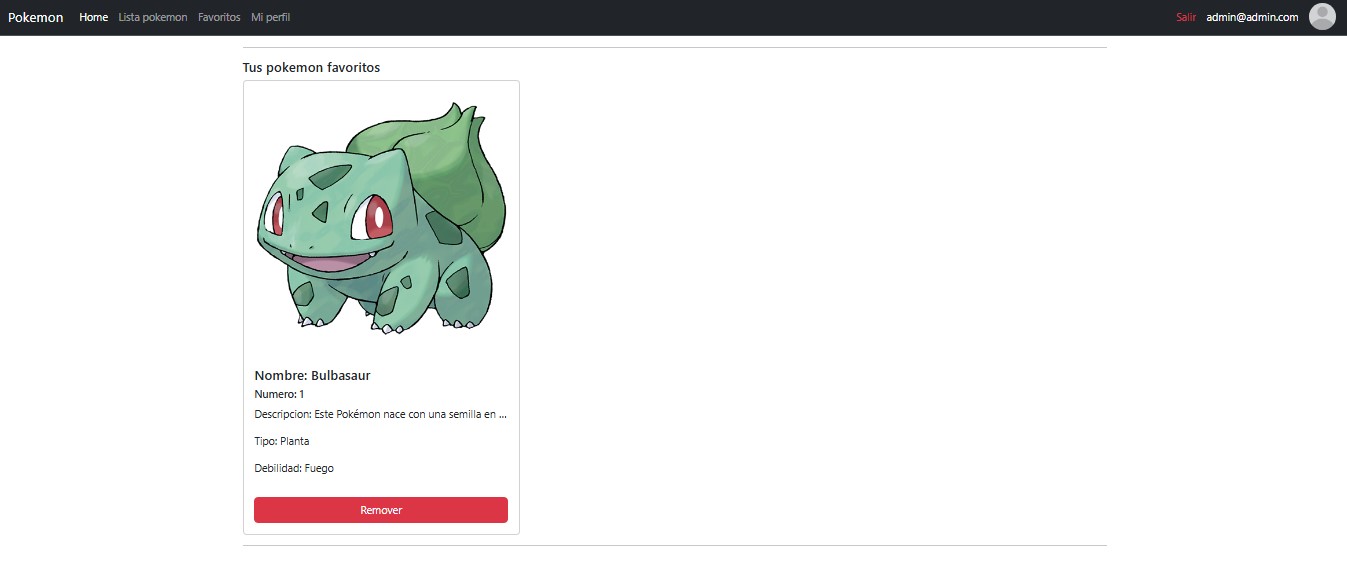 Pokemon Home Lista pokemon Favoritos Mi perfil Salir admin@admin.com
Tus pokemon favoritos
Nombre: Bulbasaur
Numero: 1
Descripcion: Este Pokémon nace con una semilla en ...
Tipo: Planta
Debilidad: Fuego
Remover